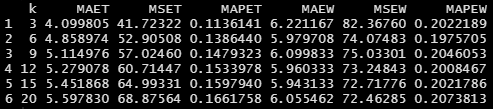 k MAET MSET MAPET MAEW MSEW MAPEW
1 3 4.099805 41.72322 0.1136141 6.221167 82.36760 0.2022189
2 6 4.858974 52.90508 0.1386440 5.979708 74.07483 0.1975705
3 9 5.114976 57.02460 0.1479323 6.099833 75.03301 0.2046053
4 12 5.279078 60.71447 0.1533978 5.960333 73.24843 0.2008467
5 15 5.451868 64.99331 0.1597940 5.943133 72.71776 0.2021786
6 20 5.597830 68.87564 0.1661758 6.055462 72.46285 0.2073813